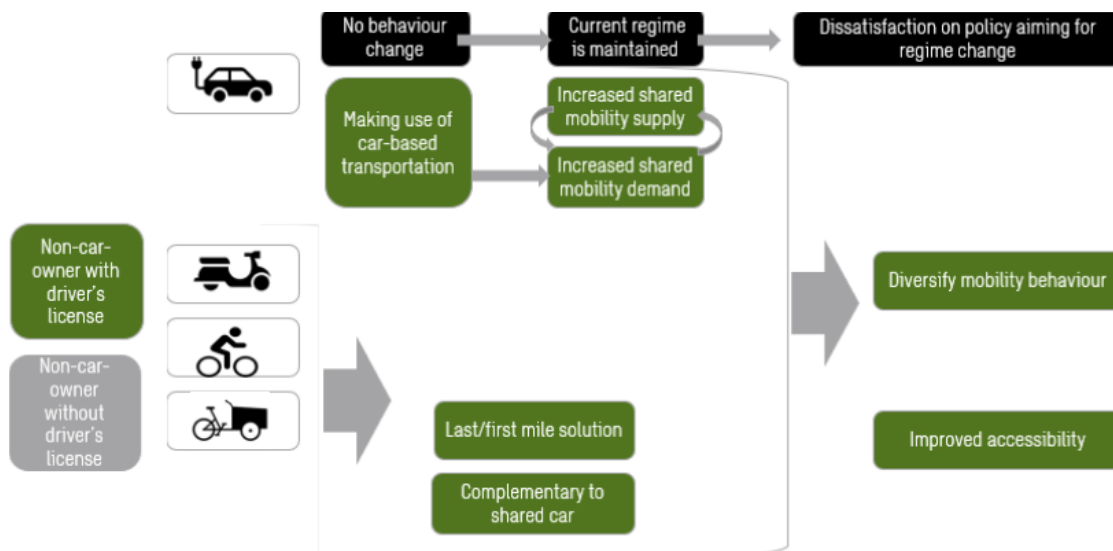 No behaviour
change
Current regime
is maintained
Dissatisfaction on policy aiming for
regime change
Making use of
car-based
transportation
Increased shared
mobility supply
Increased shared
mobility demand
Non-car-
owner with
driver's
license
Non-car-
owner
without
driver's
license
Last/first mile solution
Complementary to
shared car
Diversify mobility behaviour
Improved accessibility